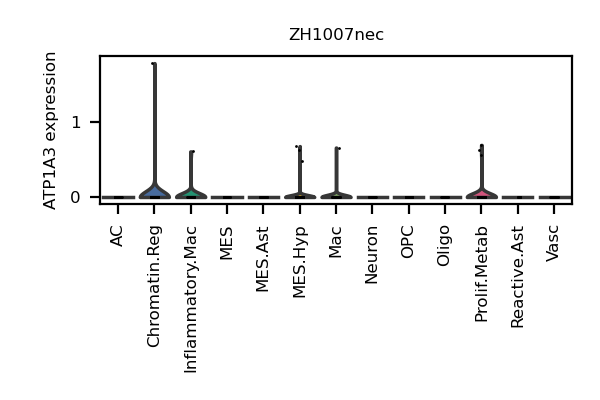 ZH1007nec
ATP1A3 expression
1
0
AC
Chromatin.Reg
Inflammatory.Mac
MES
MES.Ast
MES.Hyp
Mac
Neuron
OPC
Oligo
Prolif.Metab
Reactive.Ast
Vasc